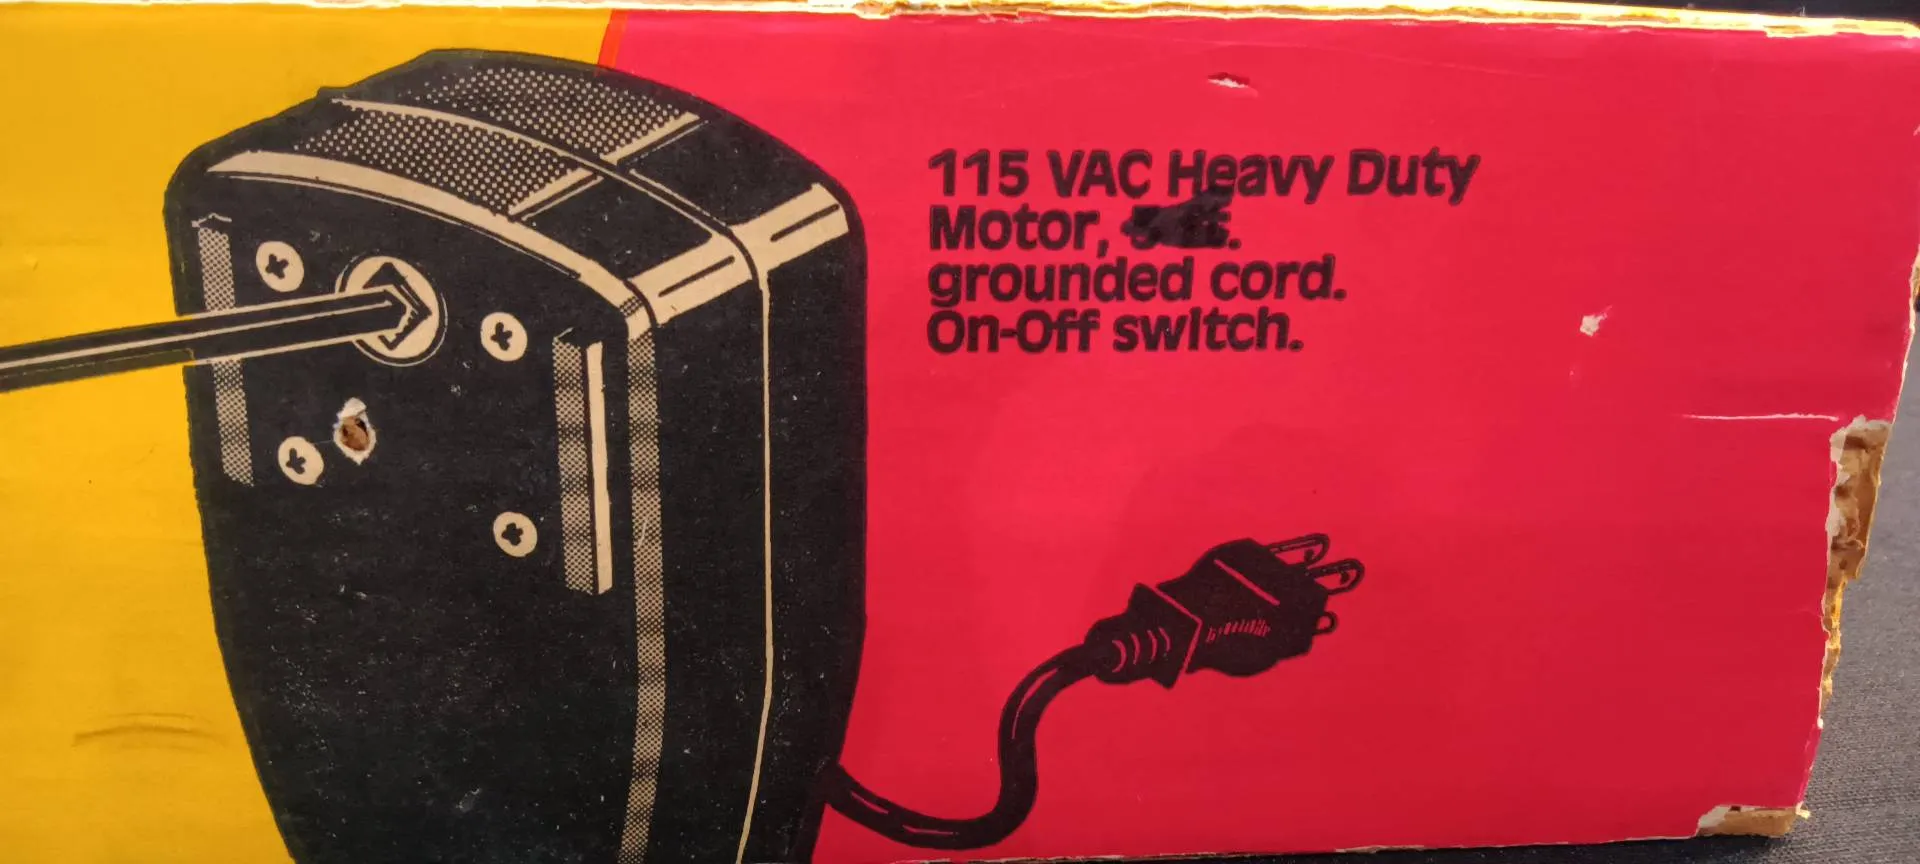 115 VAC Heavy Duty
Motor,
grounded cord.
On-Off switch.